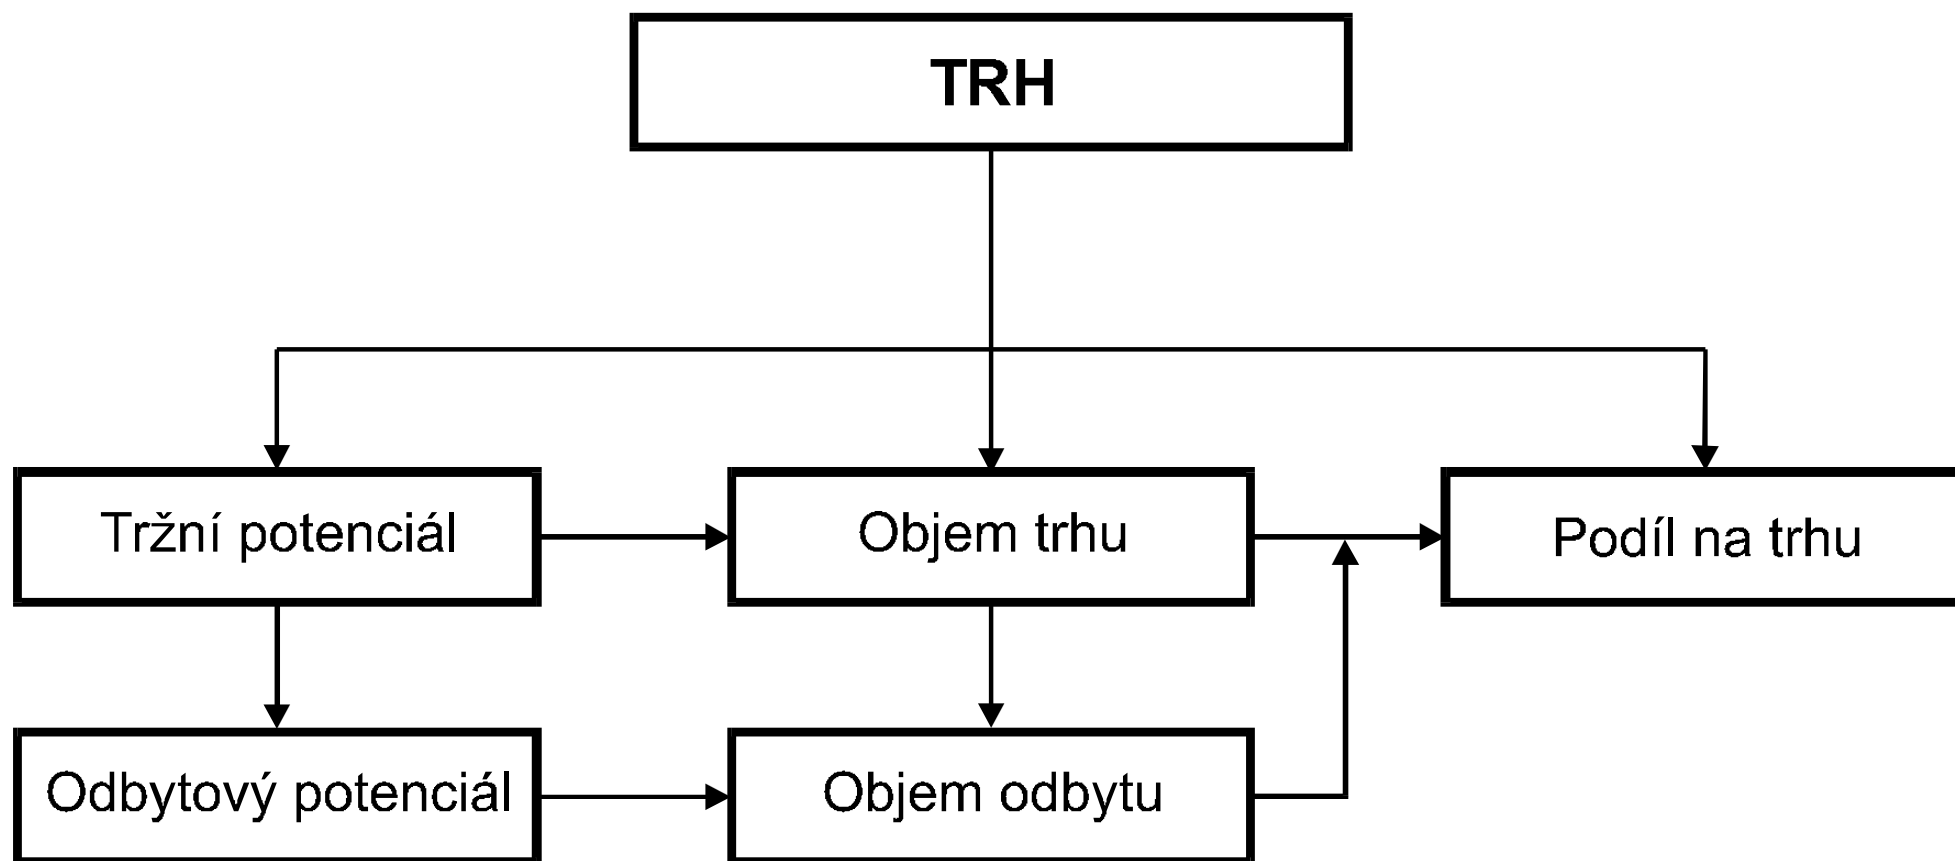 TRH
Tržní potenciál
Objem trhu
Podíl na trhu
Odbytový potenciál
Objem odbytu